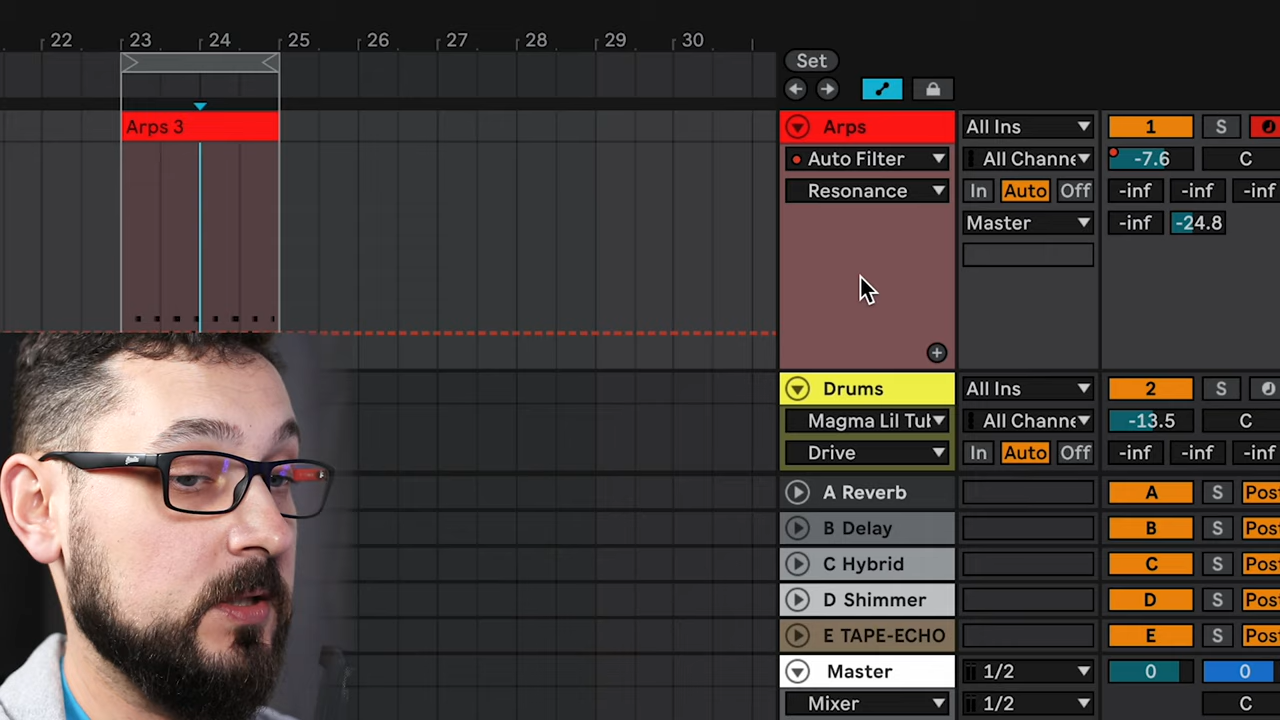 22 23 24 25 26 27 28 29 30
Set
Arps 3
Arps All Ins 1 S
Auto Filter All Channe -7.6 C
Resonance In Auto Off -inf -inf -inf
Master -inf -24.8
Drums All Ins 2 S
Magma Lil Tul All Channe -13.5 C
Drive In Auto Off -inf -inf -inf
A Reverb A S Post
B Delay B S Post
C Hybrid C S Post
D Shimmer D S Post
E TAPE-ECHO E S Post
Master 1/2 0 0
Mixer 1/2 C